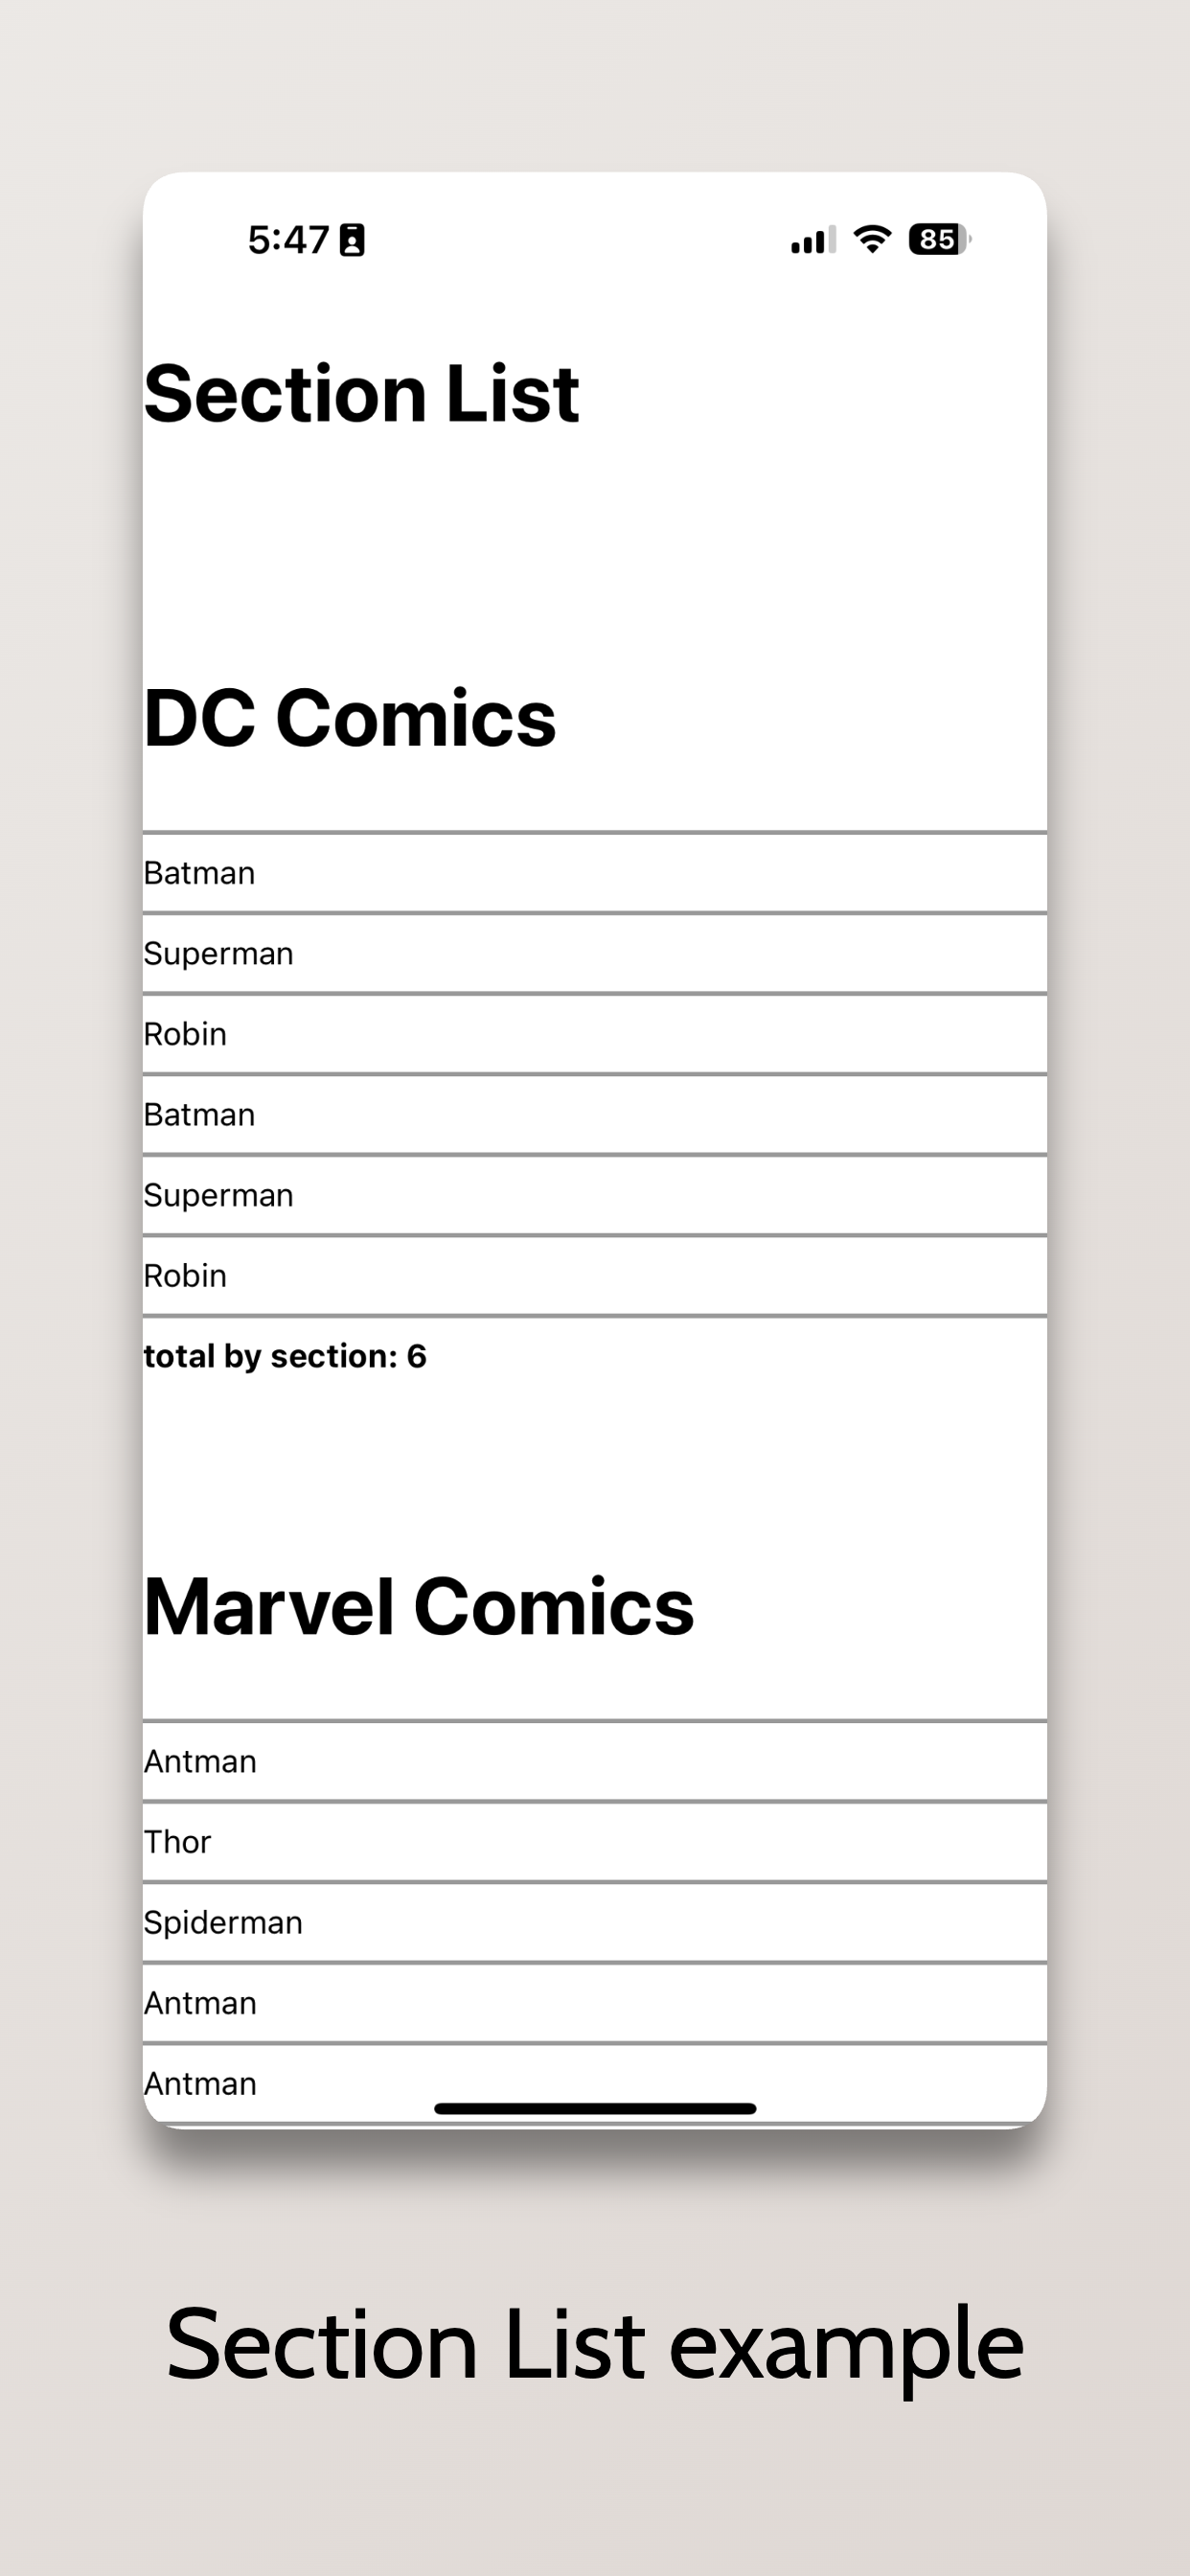 5:47
85
Section List
DC Comics
Batman
Superman
Robin
Batman
Superman
Robin
total by section: 6
Marvel Comics
Antman
Thor
Spiderman
Antman
Antman
Section List example